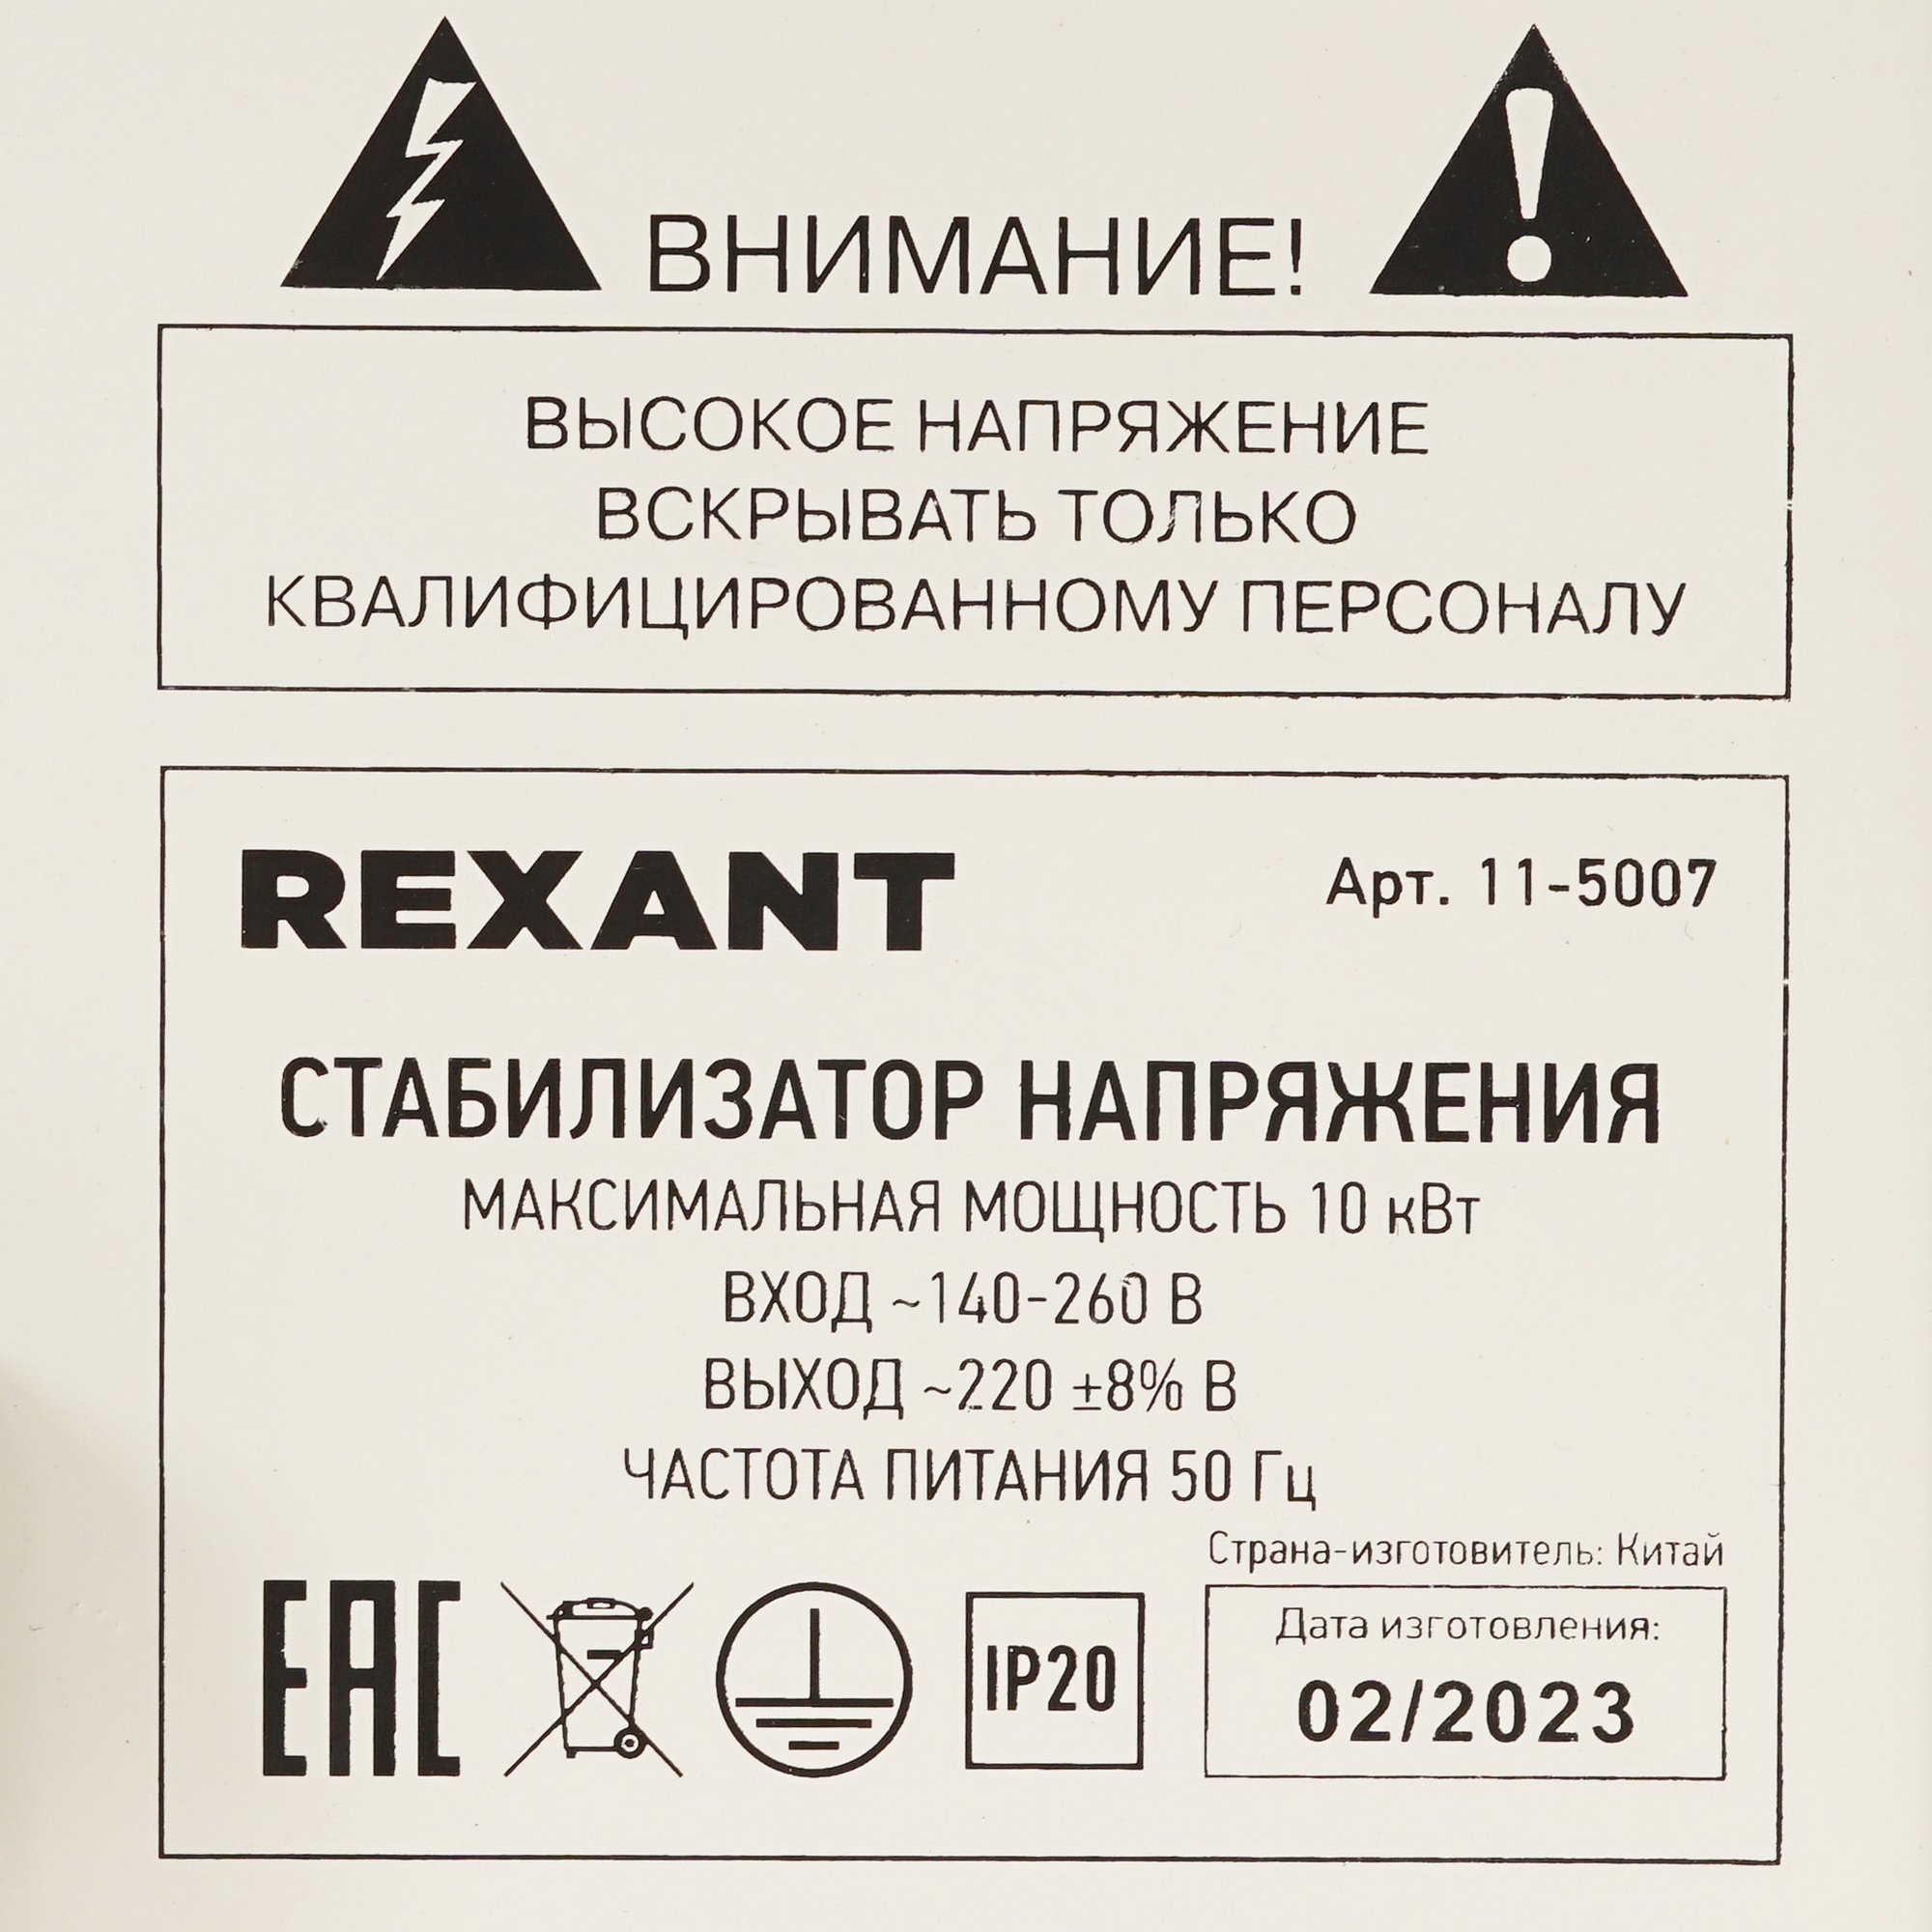 ВНИМАНИЕ!
ВЫСОКОЕ НАПРЯЖЕНИЕ
ВСКРЫВАТЬ ТОЛЬКО
КВАЛИФИЦИРОВАННОМУ ПЕРСОНАЛУ
REXANT
Арт. 11-5007
СТАБИЛИЗАТОР НАПРЯЖЕНИЯ
МАКСИМАЛЬНАЯ МОЩНОСТЬ 10 кВт
ВХОД ~140-260 В
ВЫХОД ~220 ±8% В
ЧАСТОТА ПИТАНИЯ 50 Гц
Страна-изготовитель: Китай
EAC
IP20
Дата изготовления:
02/2023